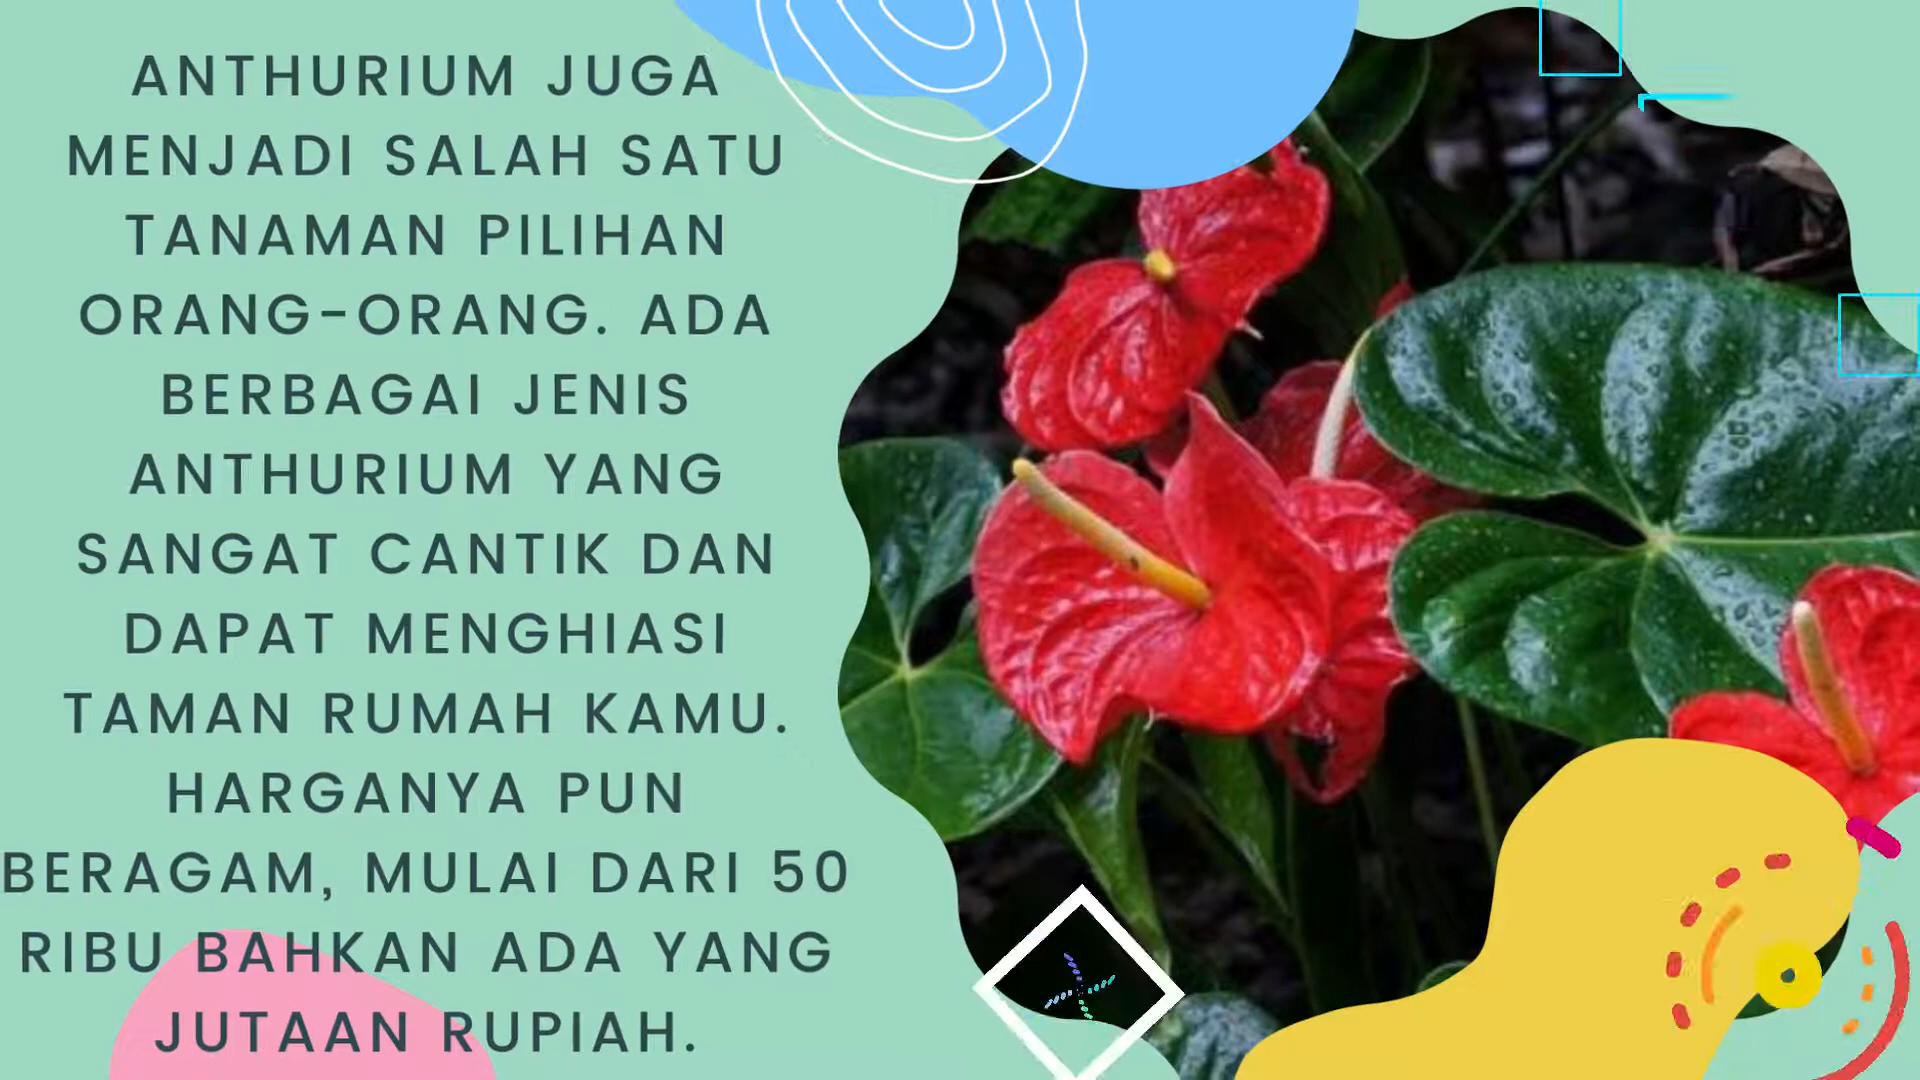 ANTHURIUM JUGA
MENJADI SALAH SATU
TANAMAN PILIHAN
ORANG-ORANG. ADA
BERBAGAI JENIS
ANTHURIUM YANG
SANGAT CANTIK DAN
DAPAT MENGHIASI
TAMAN RUMAH KAMU.
HARGANYA PUN
BERAGAM, MULAI DARI 50
RIBU BAHKAN ADA YANG
JUTAAN RUPIAH.